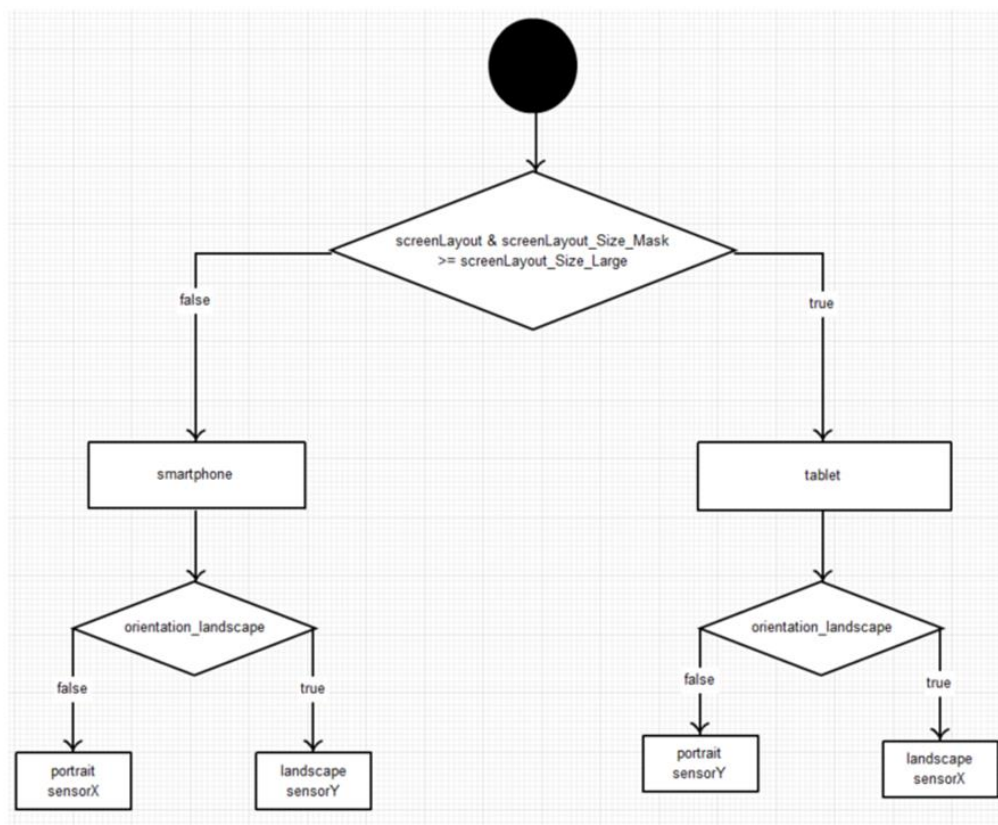 screenLayout & screenLayout_Size_Mask
>= screenLayout_Size_Large
false
true
smartphone
tablet
orientation_landscape
orientation_landscape
false
true
false
true
portrait
sensorX
landscape
sensorY
portrait
sensorY
landscape
sensorX